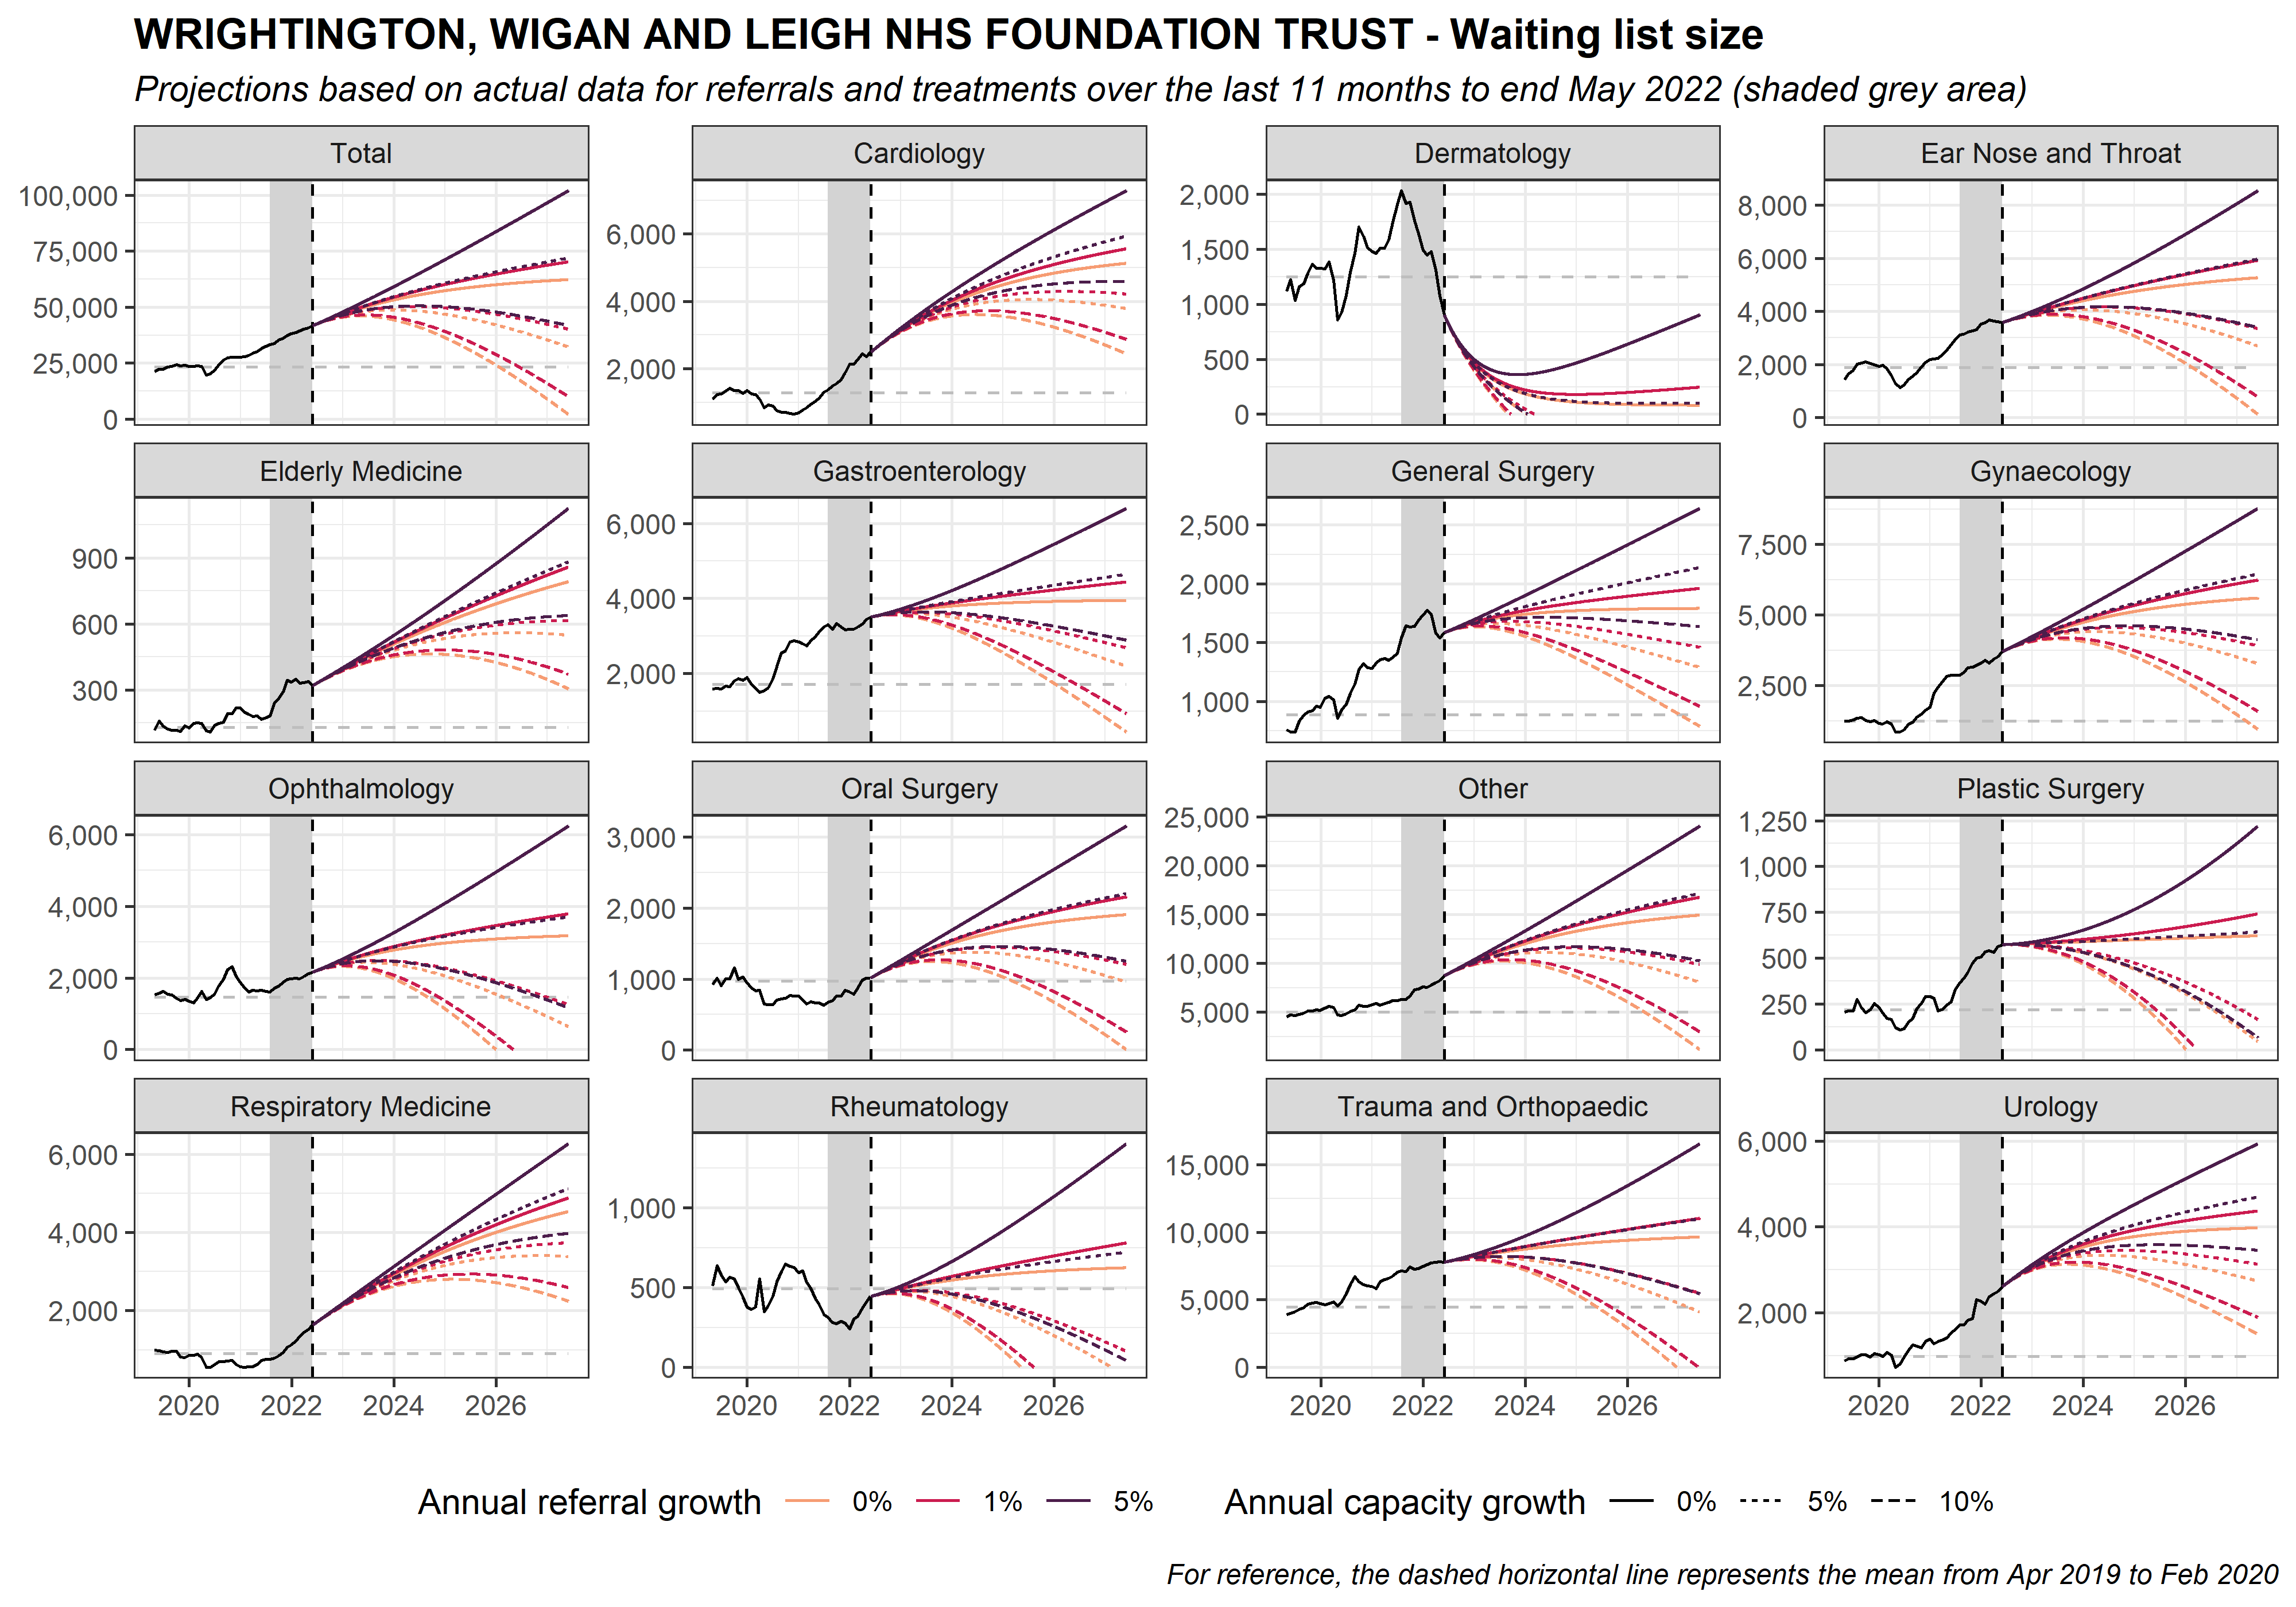 WRIGHTINGTON, WIGAN AND LEIGH NHS FOUNDATION TRUST - Waiting list size
Projections based on actual data for referrals and treatments over the last 11 months to end May 2022 (shaded grey area)
Total
100,000
75,000
50,000
25,000
0
Cardiology
6,000
4,000
2,000
Dermatology
2,000
1,500
1,000
500
0
Ear Nose and Throat
8,000
6,000
4,000
2,000
0
Elderly Medicine
900
600
300
Gastroenterology
6,000
4,000
2,000
General Surgery
2,500
2,000
1,500
1,000
Gynaecology
7,500
5,000
2,500
Ophthalmology
6,000
4,000
2,000
0
Oral Surgery
3,000
2,000
1,000
0
Other
25,000
20,000
15,000
10,000
5,000
Plastic Surgery
1,250
1,000
750
500
250
0
Respiratory Medicine
6,000
4,000
2,000
2020 2022 2024 2026
Rheumatology
1,000
500
0
2020 2022 2024 2026
Trauma and Orthopaedic
15,000
10,000
5,000
0
2020 2022 2024 2026
Urology
6,000
4,000
2,000
2020 2022 2024 2026
Annual referral growth 0% 1% 5% Annual capacity growth 0% 5% 10%
For reference, the dashed horizontal line represents the mean from Apr 2019 to Feb 2020